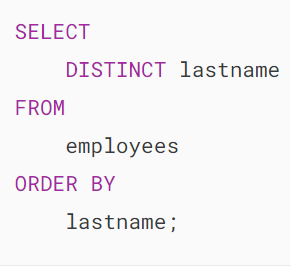 SELECT
    DISTINCT lastname
FROM
    employees
ORDER BY
    lastname;